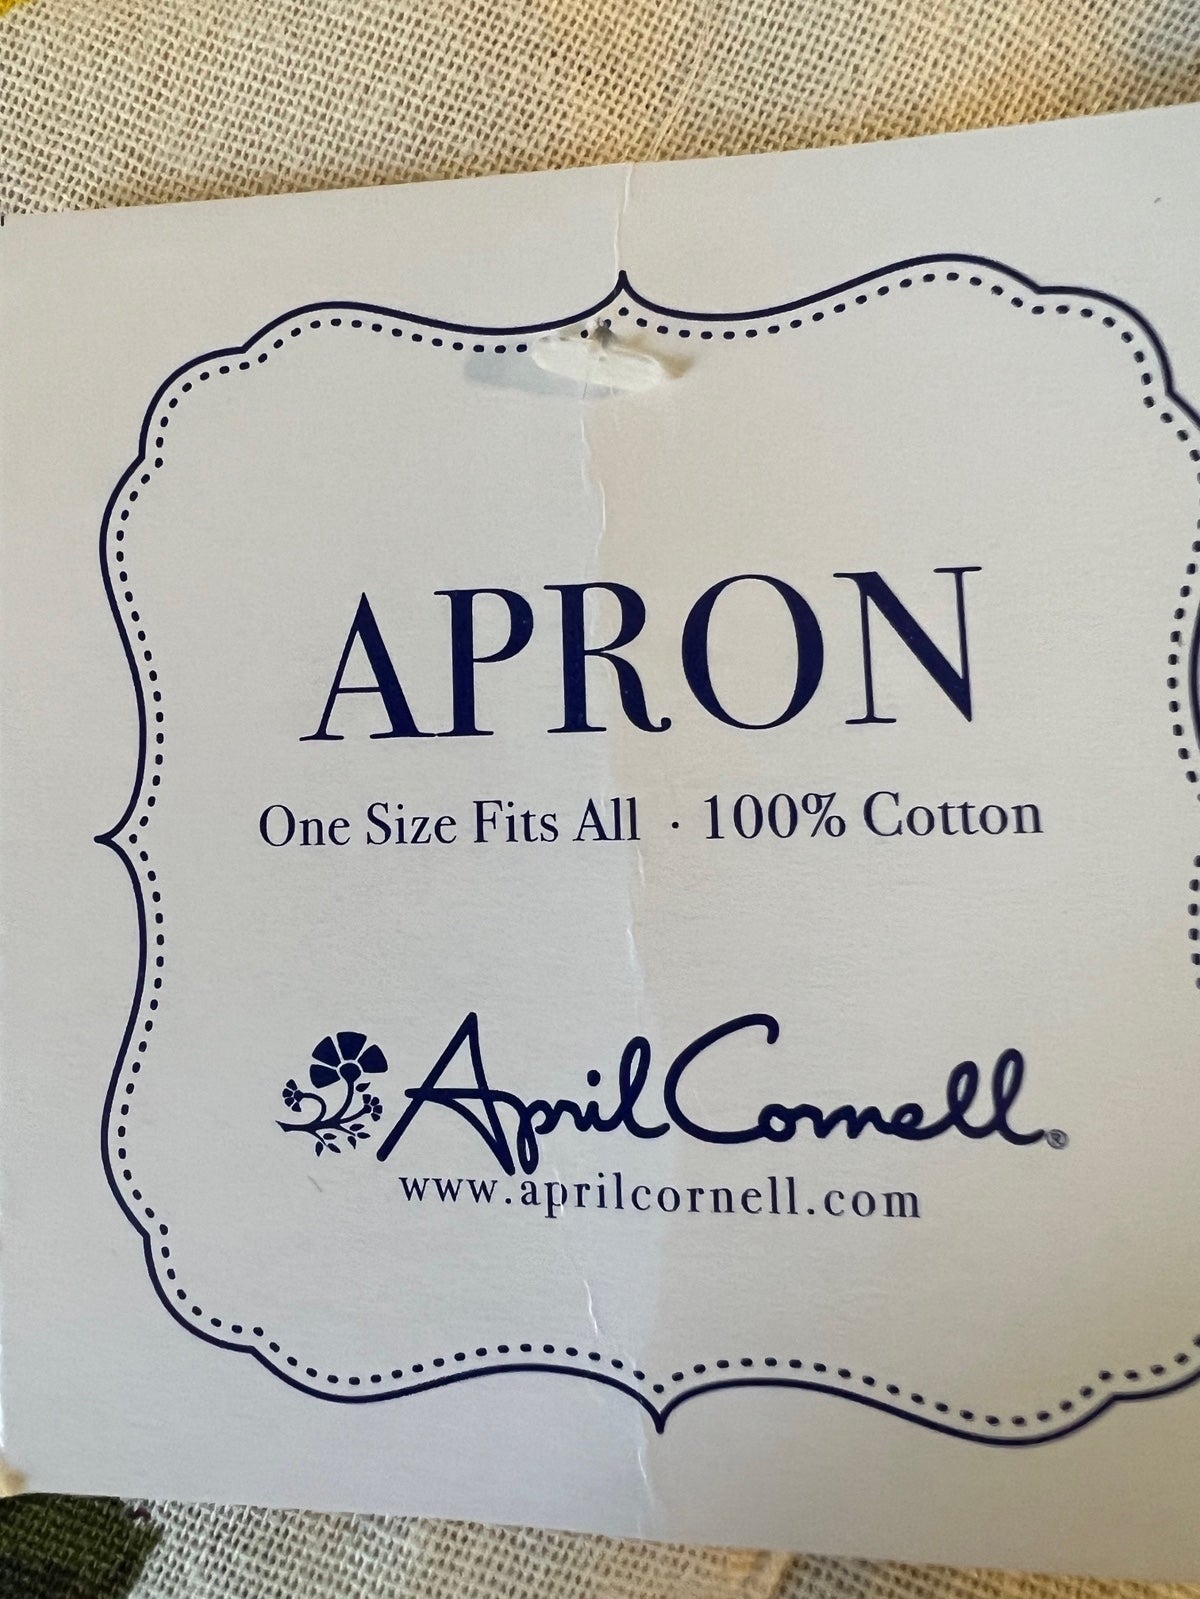 APRON
One Size Fits All · 100% Cotton
April Cornell®
www.aprilcornell.com